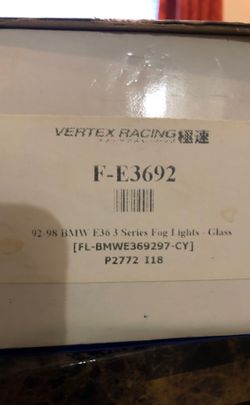 VERTEX RACING 極速
F-E3692
92-98 BMW E36 3 Series Fog Lights - Glass
[FL-BMWE369297-CY]
P2772 I18